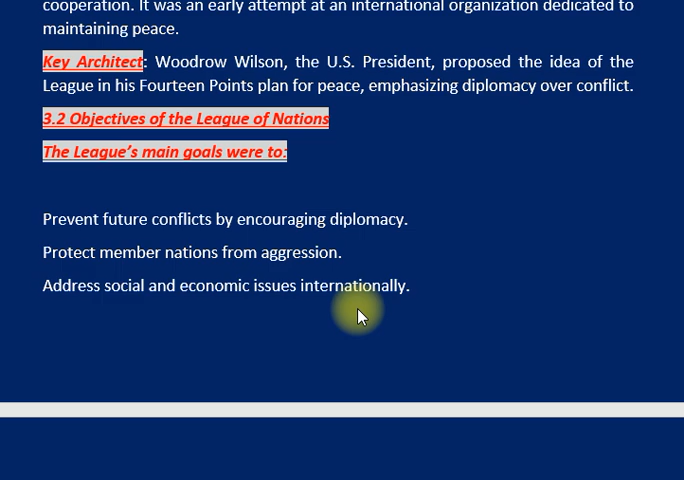 cooperation. It was an early attempt at an international organization dedicated to
maintaining peace.
Key Architect: Woodrow Wilson, the U.S. President, proposed the idea of the
League in his Fourteen Points plan for peace, emphasizing diplomacy over conflict.
3.2 Objectives of the League of Nations
The League’s main goals were to:
Prevent future conflicts by encouraging diplomacy.
Protect member nations from aggression.
Address social and economic issues internationally.